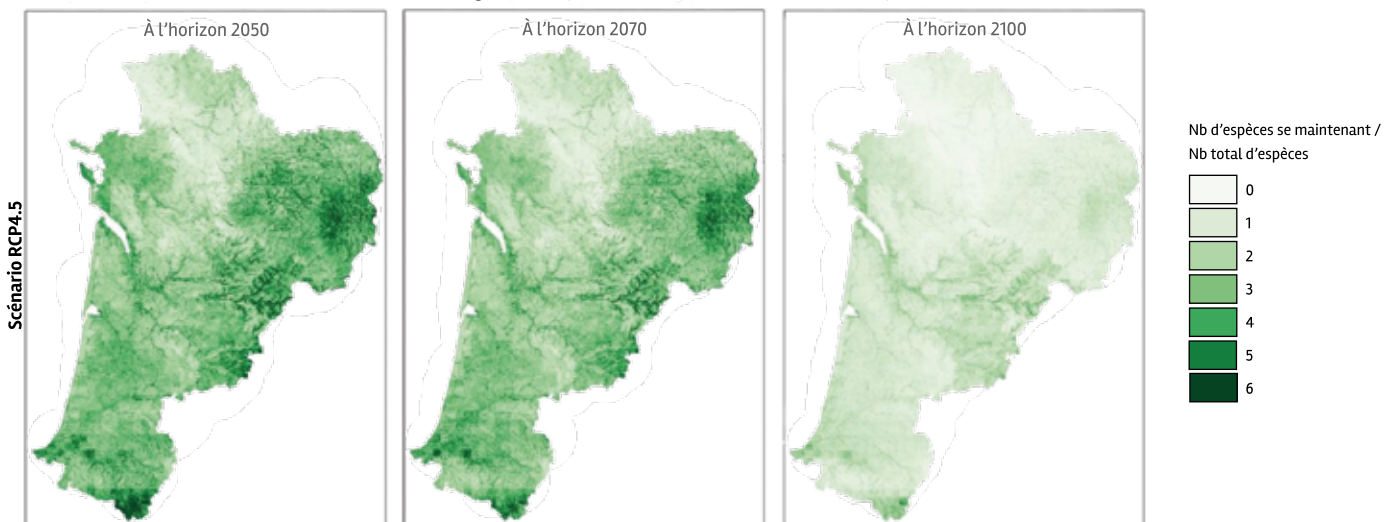 À l’horizon 2050
À l’horizon 2070
À l’horizon 2100
Scénario RCP4.5
Nb d’espèces se maintenant /
Nb total d’espèces
0
1
2
3
4
5
6